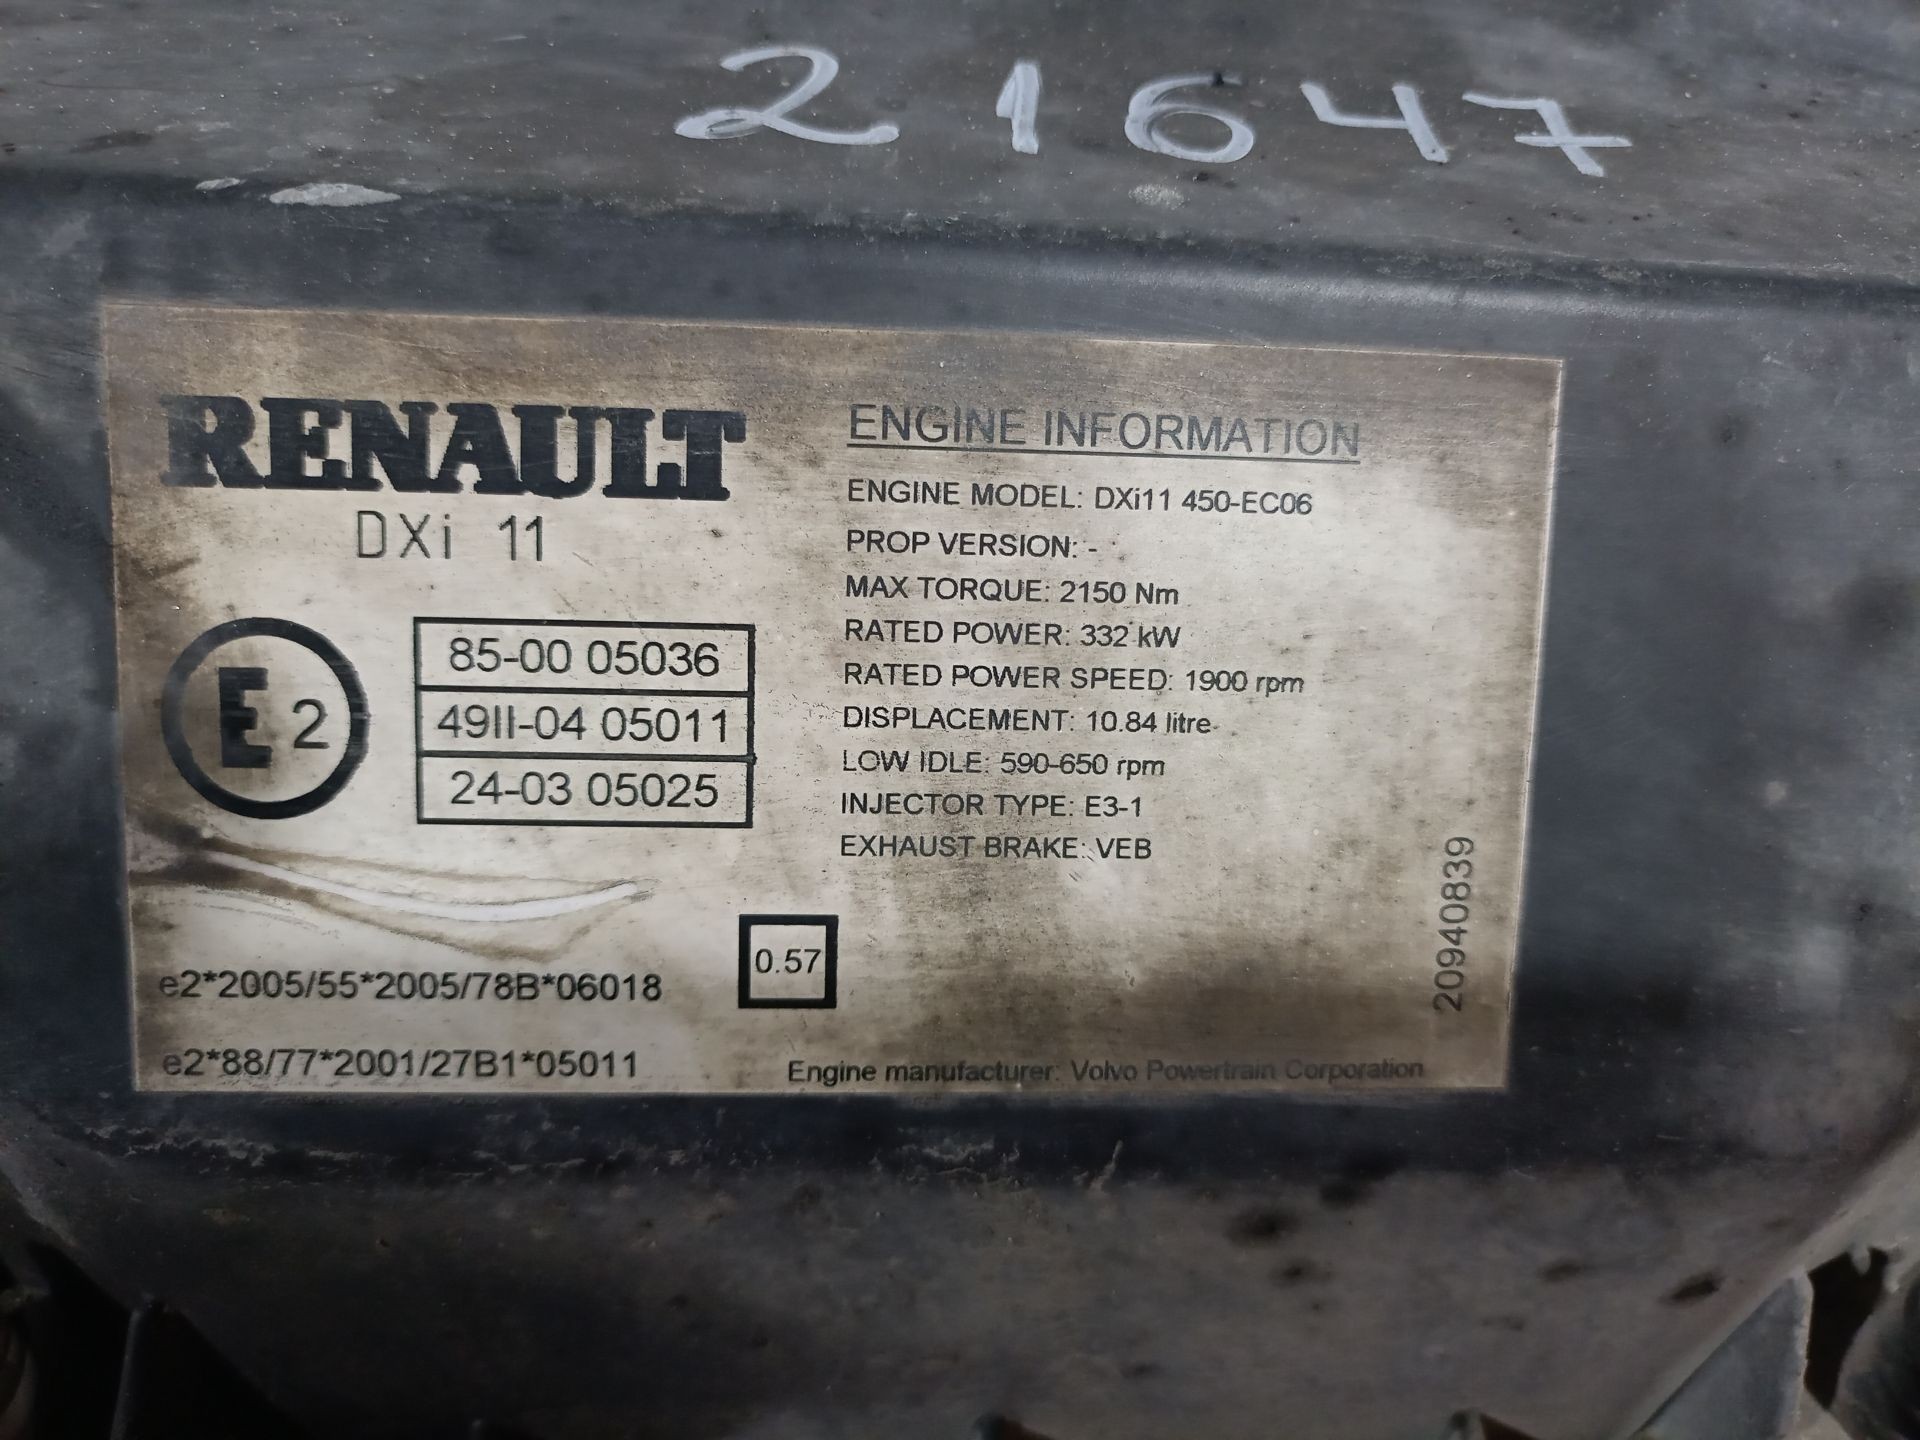 21647
RENAULT
DXi 11
E2
85-00 05036
49II-04 05011
24-03 05025
e2*2005/55*2005/78B*06018
0.57
e2*88/77*2001/27B1*05011
ENGINE INFORMATION
ENGINE MODEL: DXi11 450-EC06
PROP VERSION: -
MAX TORQUE: 2150 Nm
RATED POWER: 332 kW
RATED POWER SPEED: 1900 rpm
DISPLACEMENT: 10.84 litre
LOW IDLE: 590-650 rpm
INJECTOR TYPE: E3-1
EXHAUST BRAKE: VEB
20940839
Engine manufacturer: Volvo Powertrain Corporation